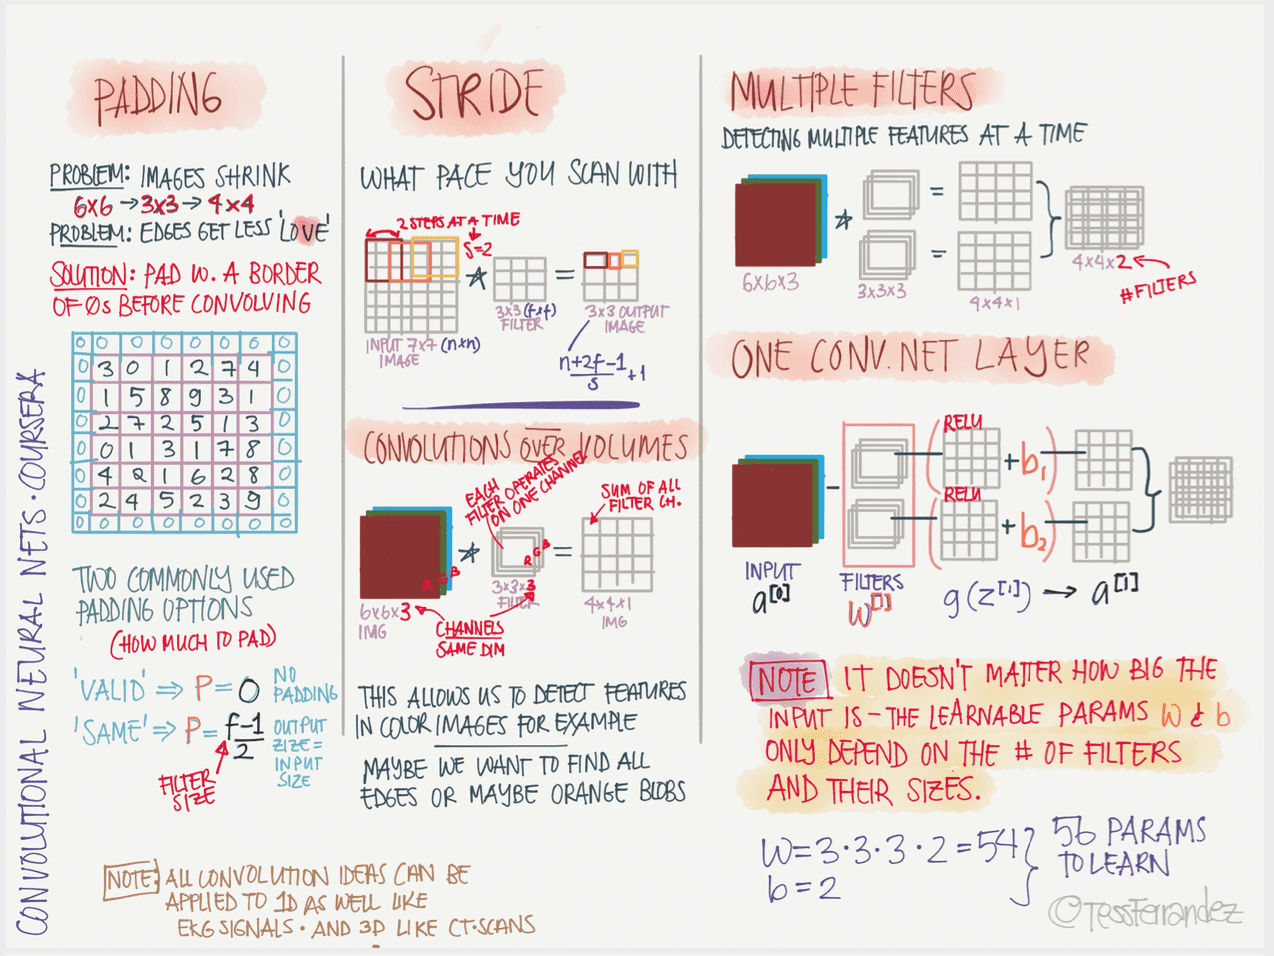 CONVOLUTIONAL NEURAL NETS · COURSERA
PADDING
PROBLEM: IMAGES SHRINK
6x6 → 3x3 → 4x4
PROBLEM: EDGES GET LESS 'LOVE'
SOLUTION: PAD W. A BORDER
OF 0s BEFORE CONVOLVING
0 0 0 0 0 0 0 0
0 3 0 1 2 7 4 0
0 1 5 8 9 3 1 0
0 2 7 2 5 1 3 0
0 0 1 3 1 7 8 0
0 4 2 1 6 2 8 0
0 2 4 5 2 3 9 0
0 0 0 0 0 0 0 0
TWO COMMONLY USED
PADDING OPTIONS
(HOW MUCH TO PAD)
'VALID' ⇒ P = 0 NO
PADDING
'SAME' ⇒ P = f-1/2 OUTPUT
SIZE =
INPUT
SIZE
FILTER
SIZE
NOTE: ALL CONVOLUTION IDEAS CAN BE
APPLIED TO 1D AS WELL LIKE
EKG SIGNALS · AND 3D LIKE CT·SCANS
STRIDE
WHAT PACE YOU SCAN WITH
2 STEPS AT A TIME
S=2
* =
INPUT 7x7 (n×n)
IMAGE
3x3 (f×f)
FILTER
3x3 OUTPUT
IMAGE
n+2f-1/s +1
CONVOLUTIONS OVER VOLUMES
EACH
FILTER OPERATES
ON ONE CHANNEL
SUM OF ALL
FILTER CH.
* =
R G B
R G B
6x6x3
IMG
3x3x3
FILTER
4x4x1
IMG
CHANNELS
SAME DIM
THIS ALLOWS US TO DETECT FEATURES
IN COLOR IMAGES FOR EXAMPLE
MAYBE WE WANT TO FIND ALL
EDGES OR MAYBE ORANGE BLOBS
MULTIPLE FILTERS
DETECTING MULTIPLE FEATURES AT A TIME
* =
=
6x6x3
3x3x3
4x4x1
4x4x2
#FILTERS
ONE CONV.NET LAYER
RELU
+ b1
RELU
+ b2
INPUT
a[0]
FILTERS
W[1]
g(z[1]) → a[1]
NOTE IT DOESN'T MATTER HOW BIG THE
INPUT IS - THE LEARNABLE PARAMS W & b
ONLY DEPEND ON THE # OF FILTERS
AND THEIR SIZES.
W = 3·3·3·2 = 54
b = 2
56 PARAMS
TO LEARN
©TessFerrandez